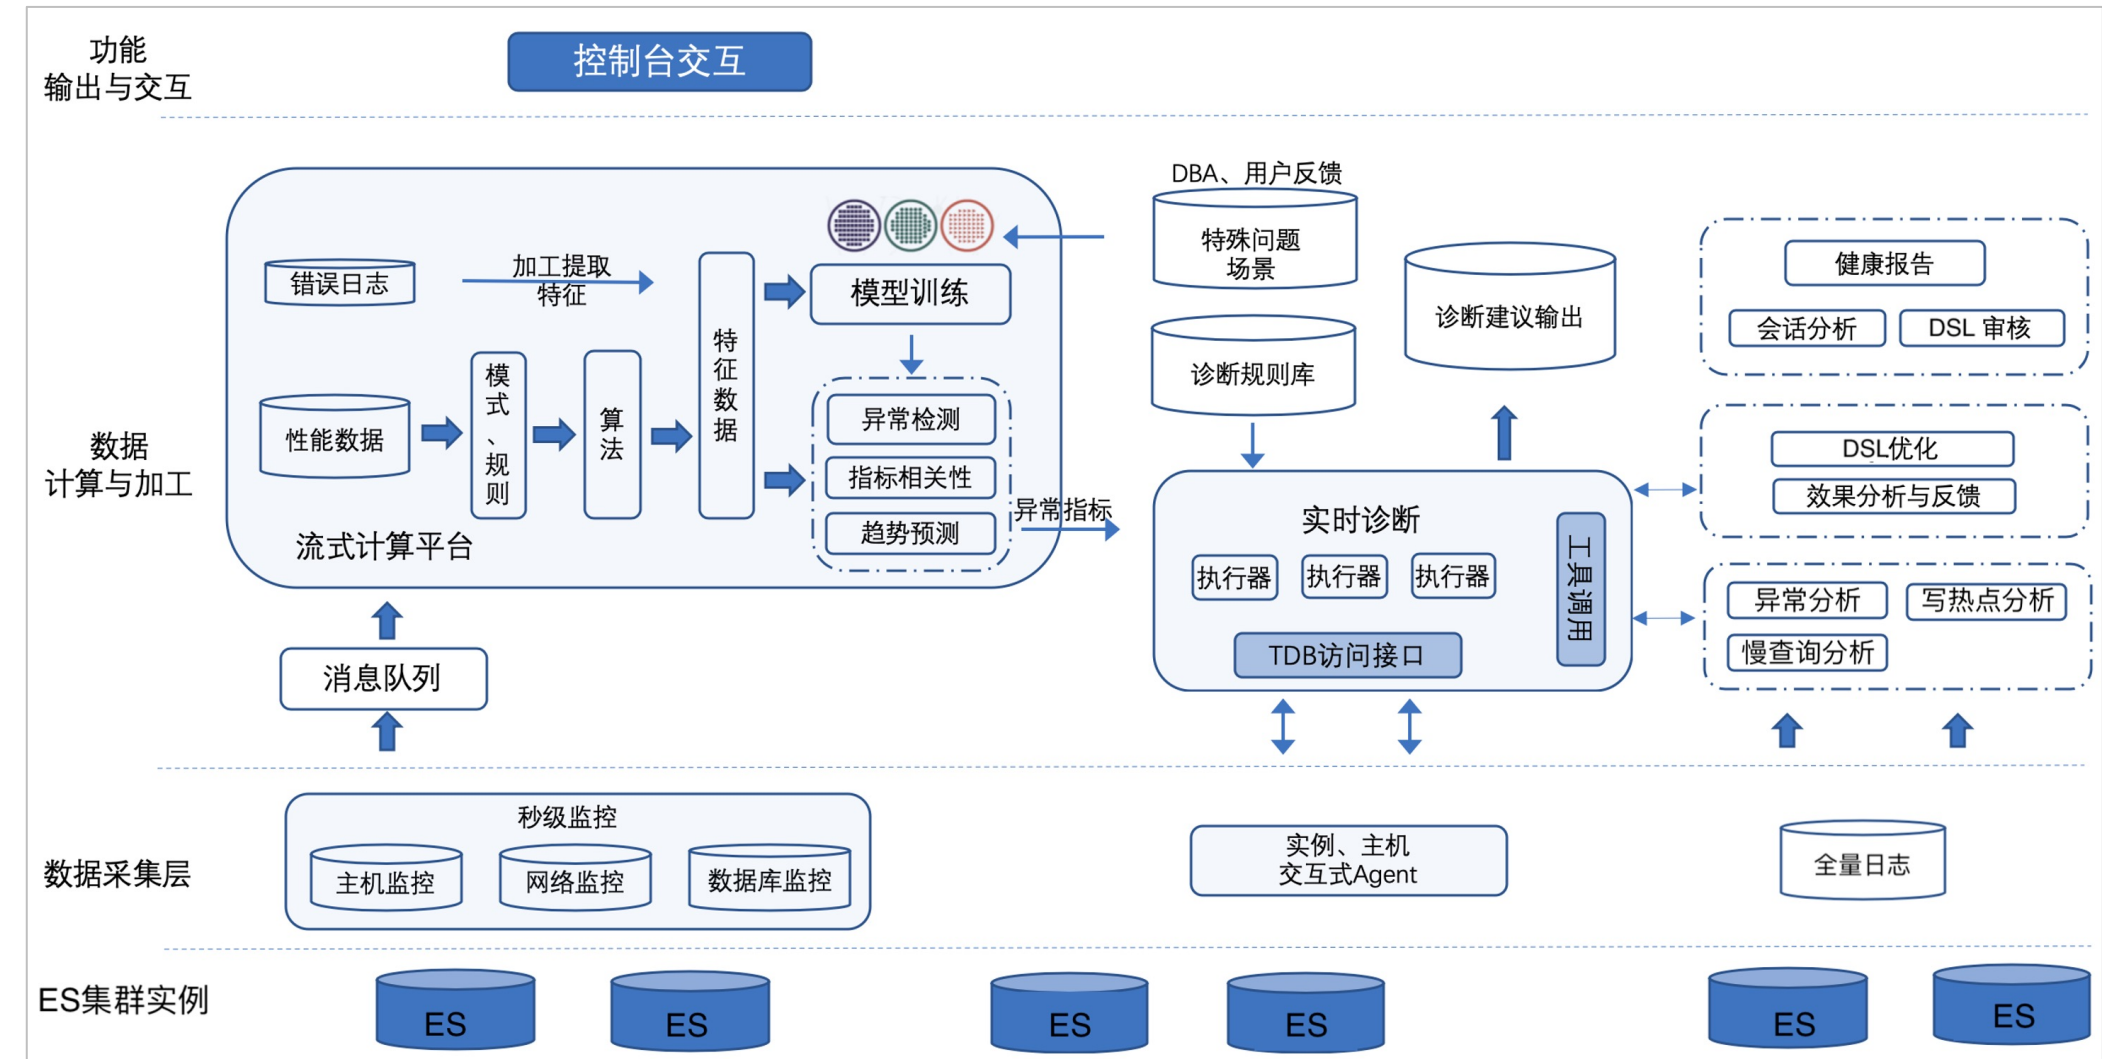 功能
输出与交互
控制台交互
DBA、用户反馈
特殊问题
场景
诊断规则库
诊断建议输出
健康报告
会话分析
DSL 审核
DSL优化
效果分析与反馈
异常分析
写热点分析
慢查询分析
数据
计算与加工
错误日志
加工提取
特征
性能数据
模式、规则
算法
特征数据
模型训练
异常检测
指标相关性
趋势预测
流式计算平台
异常指标
实时诊断
执行器
执行器
执行器
工具调用
TDB访问接口
消息队列
数据采集层
秒级监控
主机监控
网络监控
数据库监控
实例、主机
交互式Agent
全量日志
ES集群实例
ES
ES
ES
ES
ES
ES